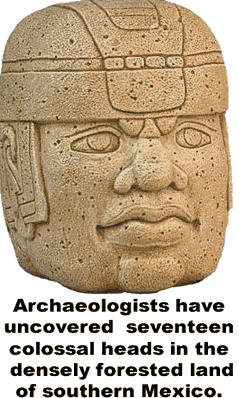 Archaeologists have
uncovered seventeen
colossal heads in the
densely forested land
of southern Mexico.